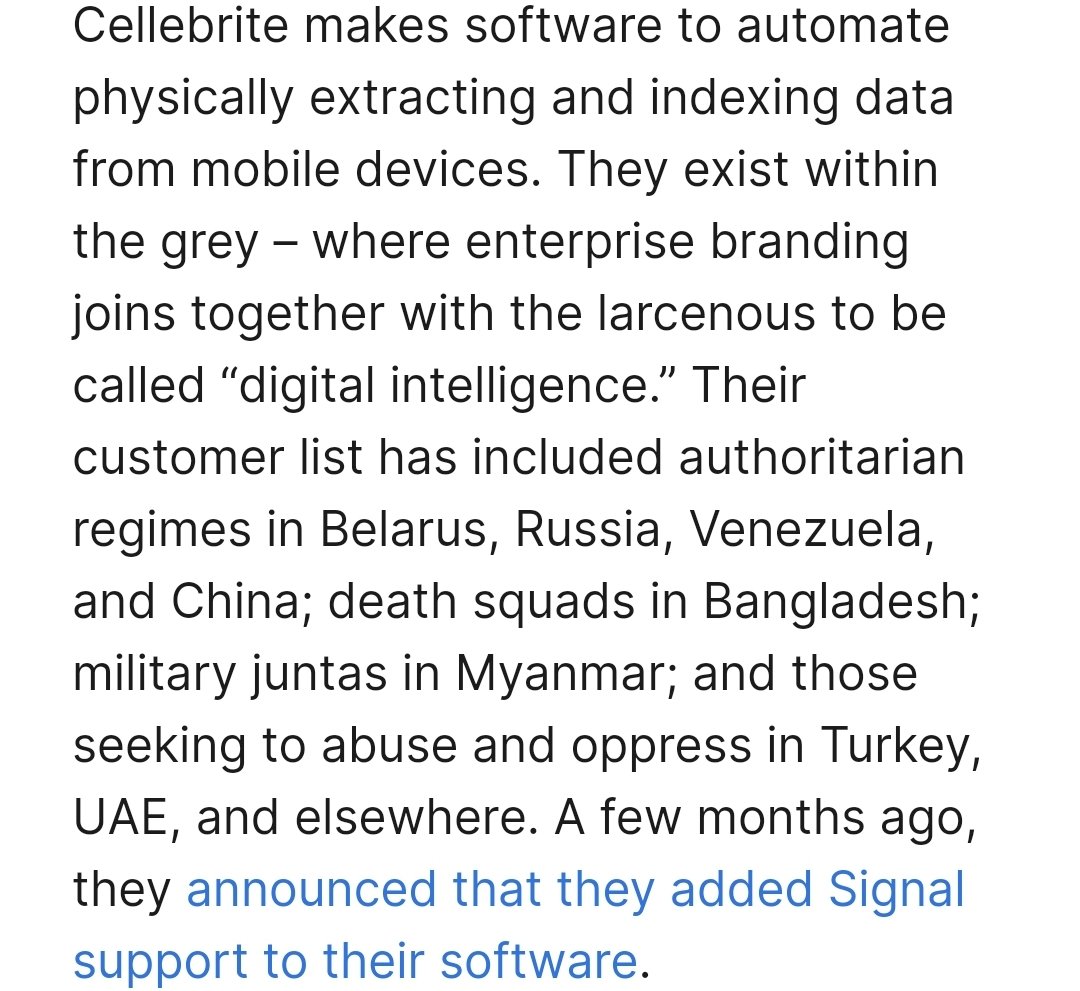 Cellebrite makes software to automate
physically extracting and indexing data
from mobile devices. They exist within
the grey – where enterprise branding
joins together with the larcenous to be
called “digital intelligence.” Their
customer list has included authoritarian
regimes in Belarus, Russia, Venezuela,
and China; death squads in Bangladesh;
military juntas in Myanmar; and those
seeking to abuse and oppress in Turkey,
UAE, and elsewhere. A few months ago,
they announced that they added Signal
support to their software.